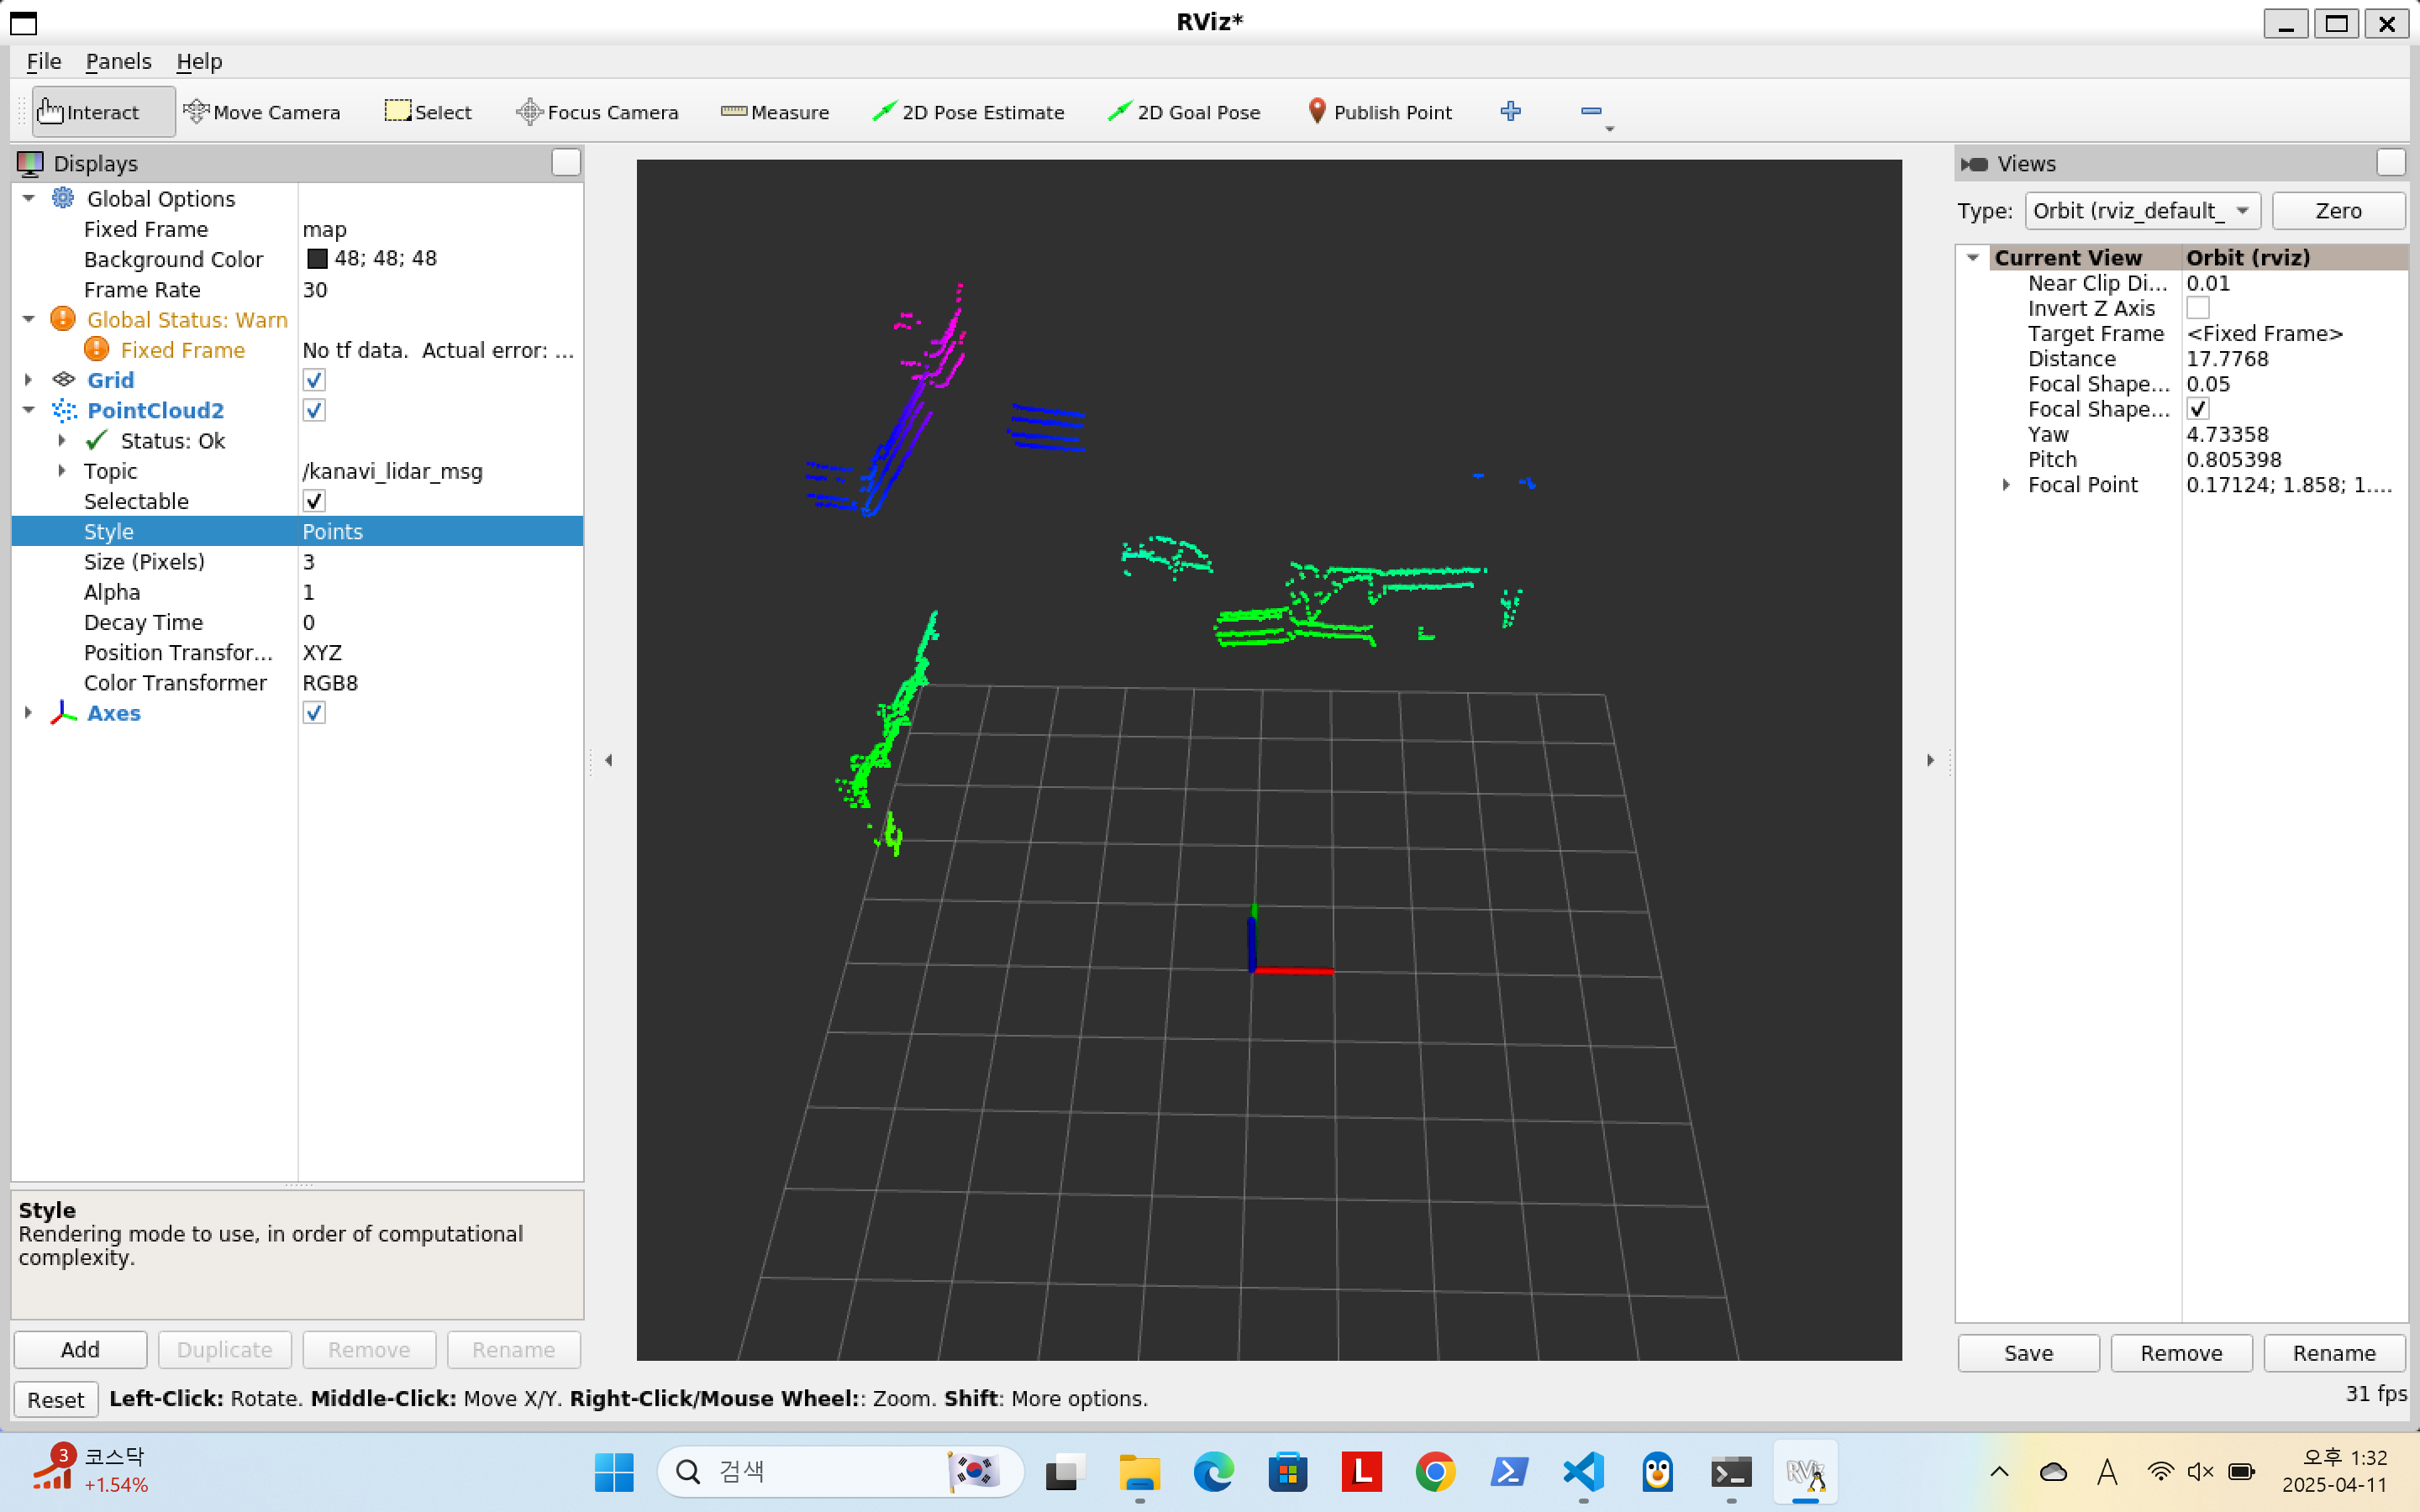 RViz*
File Panels Help
Interact Move Camera Select Focus Camera Measure 2D Pose Estimate 2D Goal Pose Publish Point
Displays
Global Options
Fixed Frame map
Background Color 48; 48; 48
Frame Rate 30
Global Status: Warn
Fixed Frame No tf data. Actual error: ...
Grid
PointCloud2
Status: Ok
Topic /kanavi_lidar_msg
Selectable
Style Points
Size (Pixels) 3
Alpha 1
Decay Time 0
Position Transfor... XYZ
Color Transformer RGB8
Axes
Style
Rendering mode to use, in order of computational
complexity.
Add Duplicate Remove Rename
Reset Left-Click: Rotate. Middle-Click: Move X/Y. Right-Click/Mouse Wheel:: Zoom. Shift: More options.
Views
Type: Orbit (rviz_default_ Zero
Current View Orbit (rviz)
Near Clip Di... 0.01
Invert Z Axis
Target Frame <Fixed Frame>
Distance 17.7768
Focal Shape... 0.05
Focal Shape...
Yaw 4.73358
Pitch 0.805398
Focal Point 0.17124; 1.858; 1....
Save Remove Rename
31 fps
3 코스닥
+1.54%
검색
L
RViz
A
오후 1:32
2025-04-11